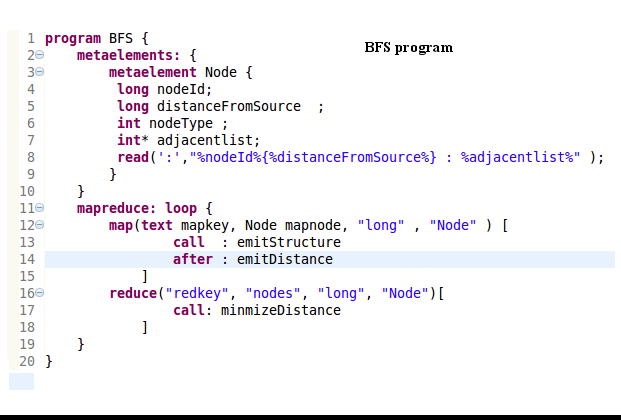 BFS program
1 program BFS {
2 metaelements: {
3 metaelement Node {
4 long nodeId;
5 long distanceFromSource  ;
6 int nodeType ;
7 int* adjacentlist;
8 read(':',"%nodeId%{%distanceFromSource%} : %adjacentlist%" );
9 }
10 }
11 mapreduce: loop {
12 map(text mapkey, Node mapnode, "long" , "Node" ) [
13 call  : emitStructure
14 after : emitDistance
15 ]
16 reduce("redkey", "nodes", "long", "Node")[
17 call: minmizeDistance
18 ]
19 }
20 }